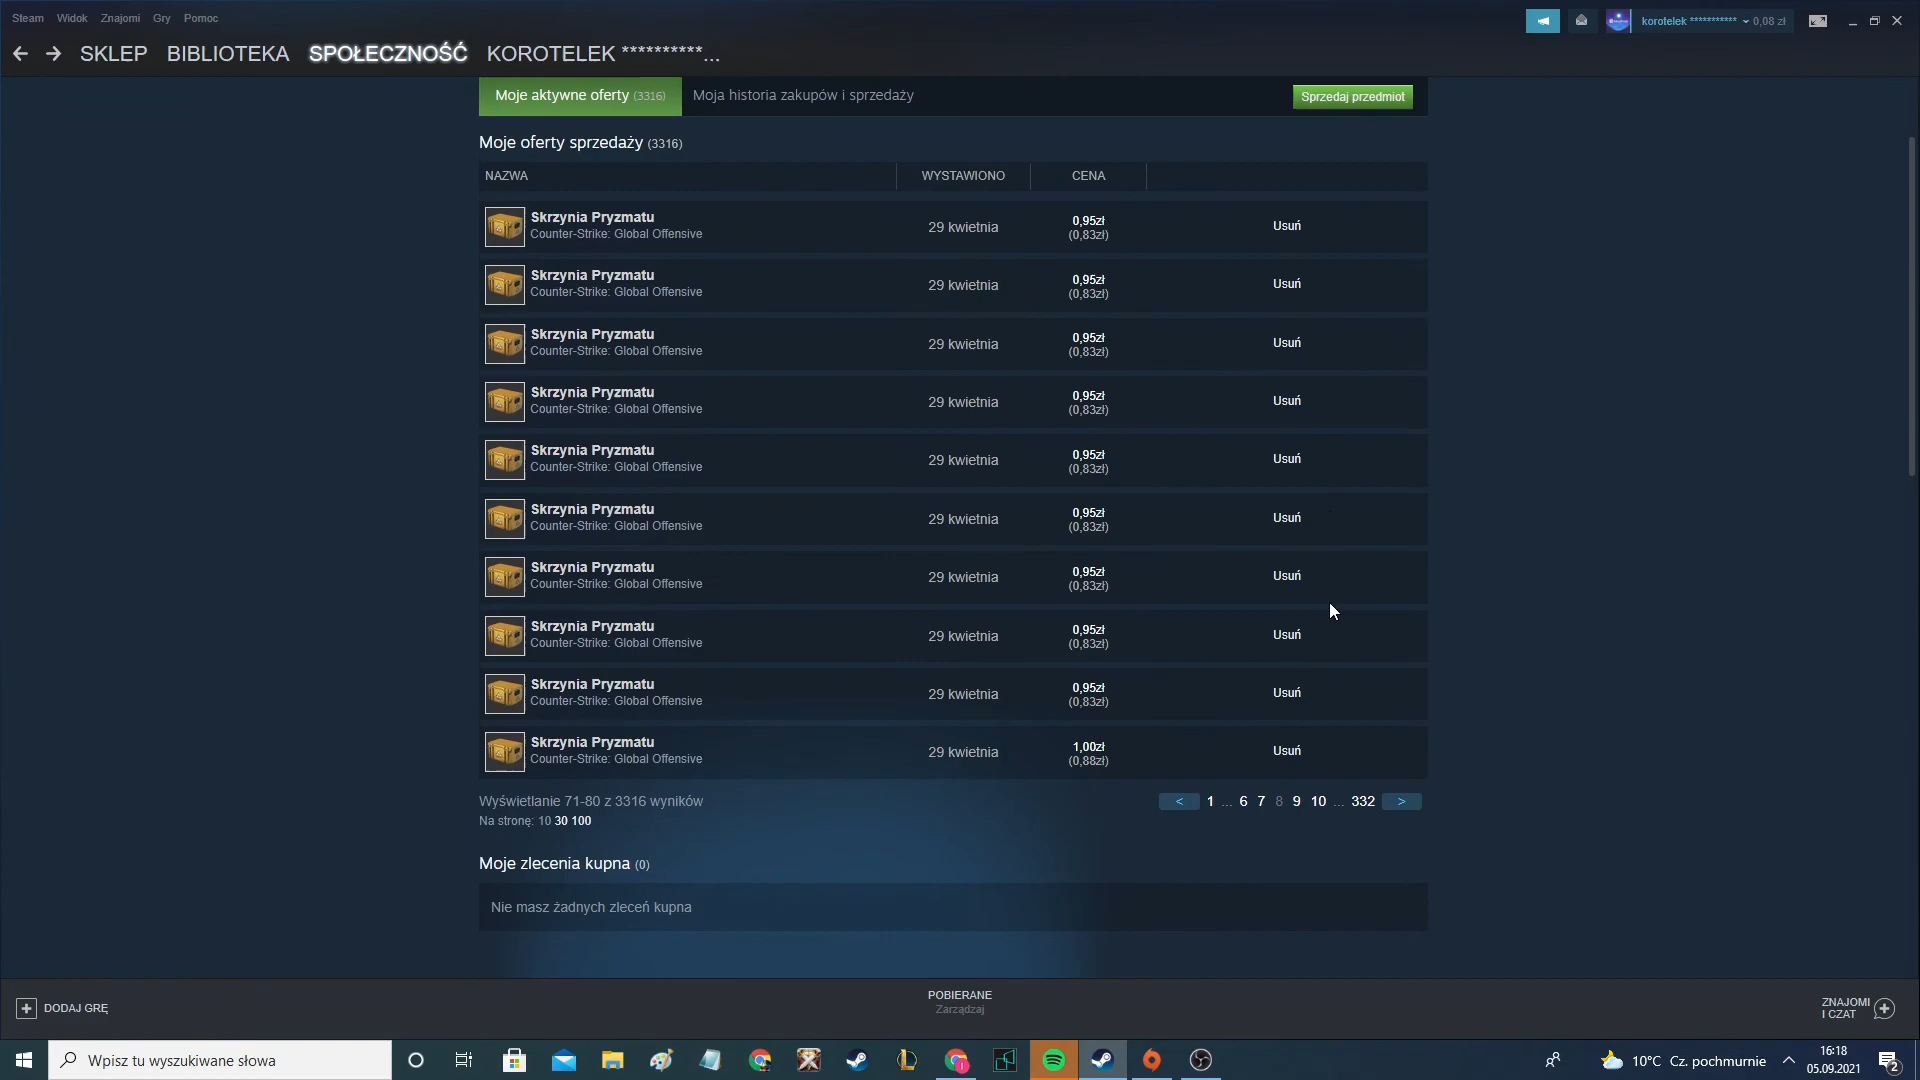 Steam Widok Znajomi Gry Pomoc
korotelek *********** 0,08 zł
SKLEP BIBLIOTEKA SPOŁECZNOŚĆ KOROTELEK **********...
Moje aktywne oferty (3316) Moja historia zakupów i sprzedaży Sprzedaj przedmiot
Moje oferty sprzedaży (3316)
NAZWA WYSTAWIONO CENA
Skrzynia Pryzmatu
Counter-Strike: Global Offensive
29 kwietnia
0,95zł
(0,83zł)
Usuń
Skrzynia Pryzmatu
Counter-Strike: Global Offensive
29 kwietnia
0,95zł
(0,83zł)
Usuń
Skrzynia Pryzmatu
Counter-Strike: Global Offensive
29 kwietnia
0,95zł
(0,83zł)
Usuń
Skrzynia Pryzmatu
Counter-Strike: Global Offensive
29 kwietnia
0,95zł
(0,83zł)
Usuń
Skrzynia Pryzmatu
Counter-Strike: Global Offensive
29 kwietnia
0,95zł
(0,83zł)
Usuń
Skrzynia Pryzmatu
Counter-Strike: Global Offensive
29 kwietnia
0,95zł
(0,83zł)
Usuń
Skrzynia Pryzmatu
Counter-Strike: Global Offensive
29 kwietnia
0,95zł
(0,83zł)
Usuń
Skrzynia Pryzmatu
Counter-Strike: Global Offensive
29 kwietnia
0,95zł
(0,83zł)
Usuń
Skrzynia Pryzmatu
Counter-Strike: Global Offensive
29 kwietnia
0,95zł
(0,83zł)
Usuń
Skrzynia Pryzmatu
Counter-Strike: Global Offensive
29 kwietnia
1,00zł
(0,88zł)
Usuń
Wyświetlanie 71-80 z 3316 wyników < 1 ... 6 7 8 9 10 ... 332 >
Na stronę: 10 30 100
Moje zlecenia kupna (0)
Nie masz żadnych zleceń kupna
DODAJ GRĘ
POBIERANE
Zarządzaj
ZNAJOMI
I CZAT
Wpisz tu wyszukiwane słowa
10°C Cz. pochmurnie
16:18
05.09.2021
2